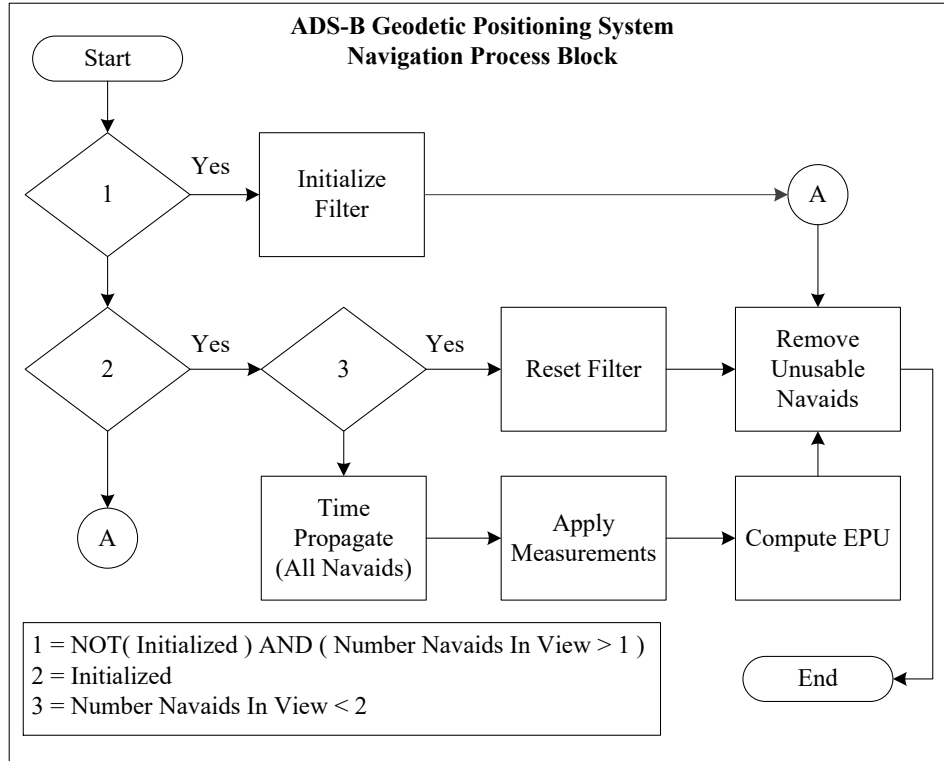 ADS-B Geodetic Positioning System
Navigation Process Block
Start
1
Yes
Initialize
Filter
A
2
Yes
3
Yes
Reset Filter
Remove
Unusable
Navaids
A
Time
Propagate
(All Navaids)
Apply
Measurements
Compute EPU
1 = NOT( Initialized ) AND ( Number Navaids In View > 1 )
2 = Initialized
3 = Number Navaids In View < 2
End